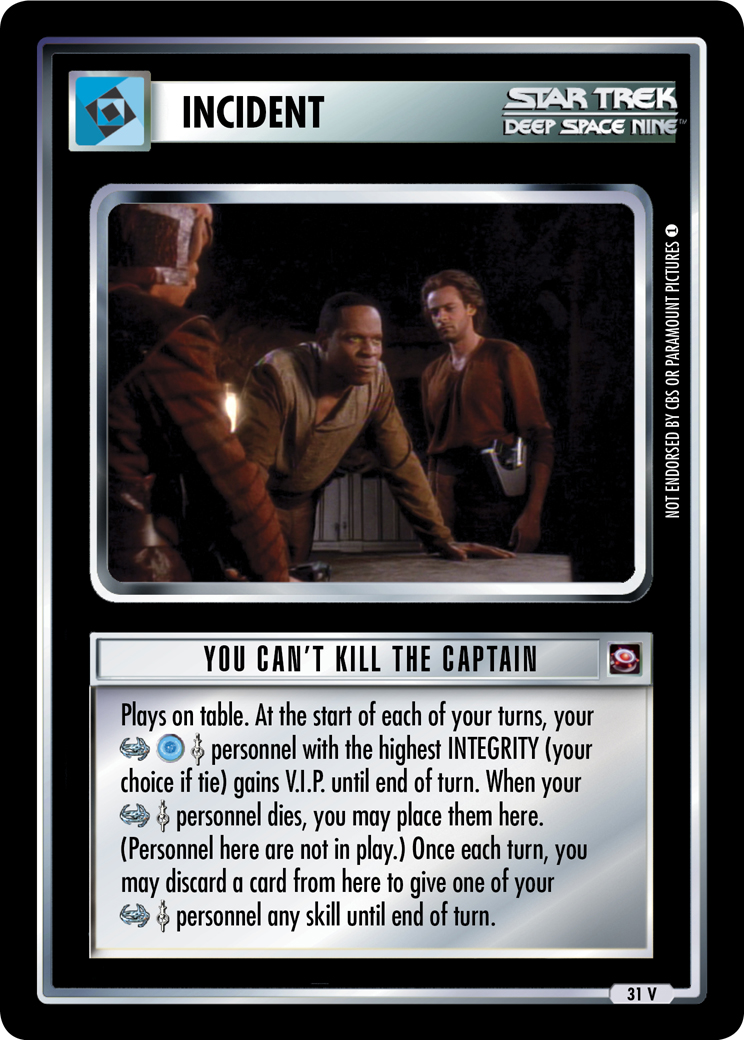 INCIDENT
STAR TREK
DEEP SPACE NINE™
NOT ENDORSED BY CBS OR PARAMOUNT PICTURES 1
YOU CAN'T KILL THE CAPTAIN
Plays on table. At the start of each of your turns, your
personnel with the highest INTEGRITY (your
choice if tie) gains V.I.P. until end of turn. When your
personnel dies, you may place them here.
(Personnel here are not in play.) Once each turn, you
may discard a card from here to give one of your
personnel any skill until end of turn.
31 V